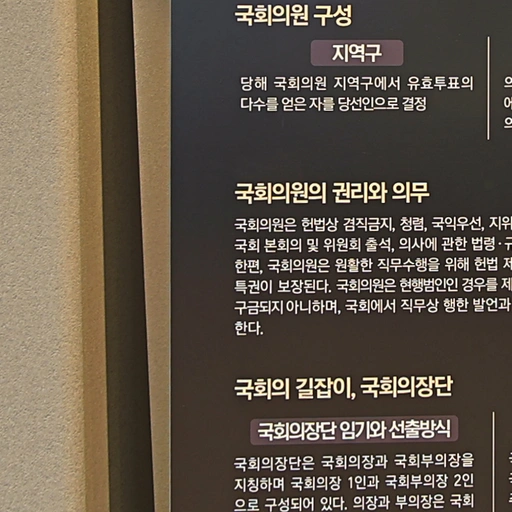 국회의원 구성
지역구
당해 국회의원 지역구에서 유효투표의
다수를 얻은 자를 당선인으로 결정
국회의원의 권리와 의무
국회의원은 헌법상 겸직금지, 청렴, 국익우선, 지위
국회 본회의 및 위원회 출석, 의사에 관한 법령·규
한편, 국회의원은 원활한 직무수행을 위해 헌법 제
특권이 보장된다. 국회의원은 현행범인인 경우를 제
구금되지 아니하며, 국회에서 직무상 행한 발언과
한다.
국회의 길잡이, 국회의장단
국회의장단 임기와 선출방식
국회의장단은 국회의장과 국회부의장을
지칭하며 국회의장 1인과 국회부의장 2인
으로 구성되어 있다. 의장과 부의장은 국회